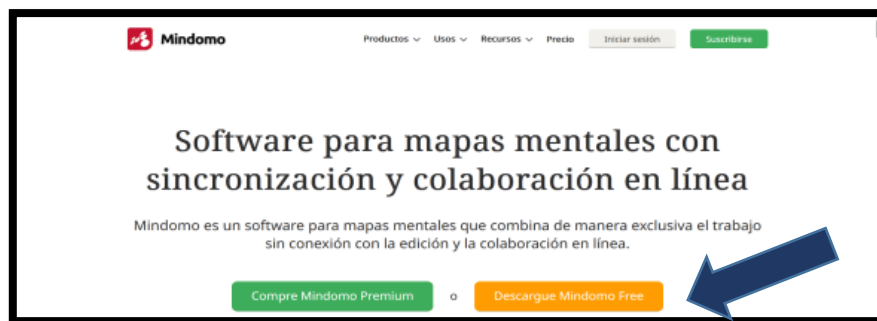 Mindomo
Productos Usos Recursos Precio Iniciar sesión Suscribirse
Software para mapas mentales con
sincronización y colaboración en línea
Mindomo es un software para mapas mentales que combina de manera exclusiva el trabajo
sin conexión con la edición y la colaboración en línea.
Compre Mindomo Premium o Descargue Mindomo Free